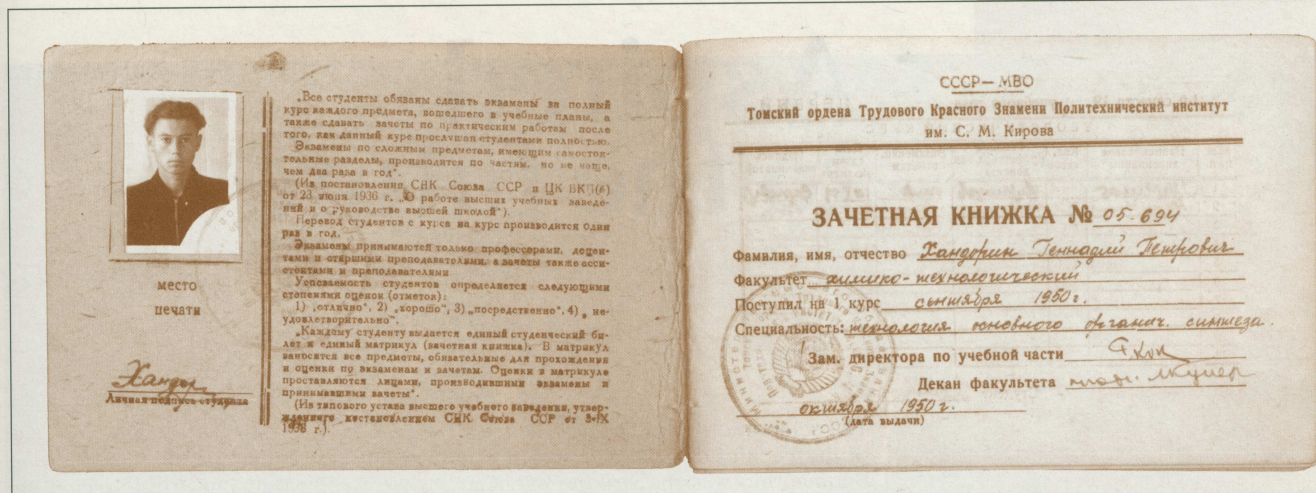 место
печати
Хандор
Личная подпись студента
„Все студенты обязаны сдавать экзамены за полный
курс каждого предмета, вошедшего в учебные планы, а
также сдавать зачеты по практическим работам после
того, как данный курс прослушан студентами полностью.
Экзамены по сложным предметам, имеющим самостоя-
тельные разделы, производятся по частям, но не чаще,
чем два раза в год".
(Из постановления СНК Союза ССР и ЦК ВКП(б)
от 23 июня 1936 г. „О работе высших учебных заведе-
ний и о руководстве высшей школой").
Перевод студентов с курса на курс производится один
раз в год.
Экзамены принимаются только профессорами, доцен-
тами и старшими преподавателями, а зачеты также асси-
стентами и преподавателями
Успеваемость студентов определяется следующими
степенями оценок (отметок):
1) „отлично", 2) „хорошо", 3) „посредственно", 4) „не-
удовлетворительно".
„Каждому студенту выдается единый студенческий би-
лет и единый матрикул (зачетная книжка). В матрикул
заносятся все предметы, обязательные для прохождения
и оценки по экзаменам и зачетам. Оценки в матрикуле
проставляются лицами, производившими экзамены и
принимавшими зачеты".
(Из типового устава высшего учебного заведения, утвер-
жденного постановлением СНК Союза ССР от 5-IX
1938 г.).
СССР — МВО
Томский ордена Трудового Красного Знамени Политехнический институт
им. С. М. Кирова
ЗАЧЕТНАЯ КНИЖКА № 05-694
Фамилия, имя, отчество Хандорин Геннадий Петрович
Факультет химико-технологический
Поступил на 1 курс сентября 1950 г.
Специальность: технология основного органич. синтеза.
Зам. директора по учебной части
Декан факультета
октября 1950 г.
(дата выдачи)